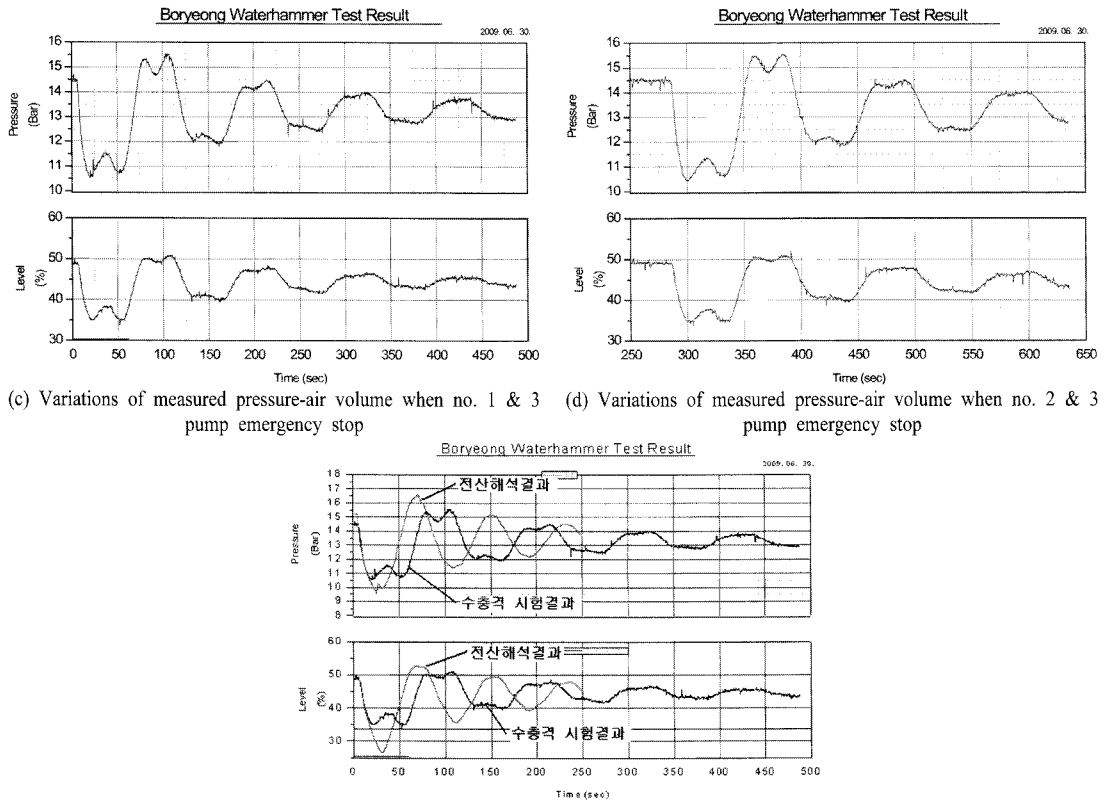 Boryeong Waterhammer Test Result
2009. 06. 30.
Pressure
(Bar)
16
15
14
13
12
11
10
Level
(%)
60
50
40
30
0 50 100 150 200 250 300 350 400 450 500
Time (sec)
(c) Variations of measured pressure-air volume when no. 1 & 3
pump emergency stop
Boryeong Waterhammer Test Result
2009. 06. 30.
Pressure
(Bar)
16
15
14
13
12
11
10
Level
(%)
60
50
40
30
250 300 350 400 450 500 550 600 650
Time (sec)
(d) Variations of measured pressure-air volume when no. 2 & 3
pump emergency stop
Boryeong Waterhammer Test Result
2009. 06. 30.
Pressure
(Bar)
18
17
16
15
14
13
12
11
10
9
8
전산해석결과
수충격 시험결과
Level
(%)
60
50
40
30
전산해석결과
수충격 시험결과
0 50 100 150 200 250 300 350 400 450 500
Time (sec)